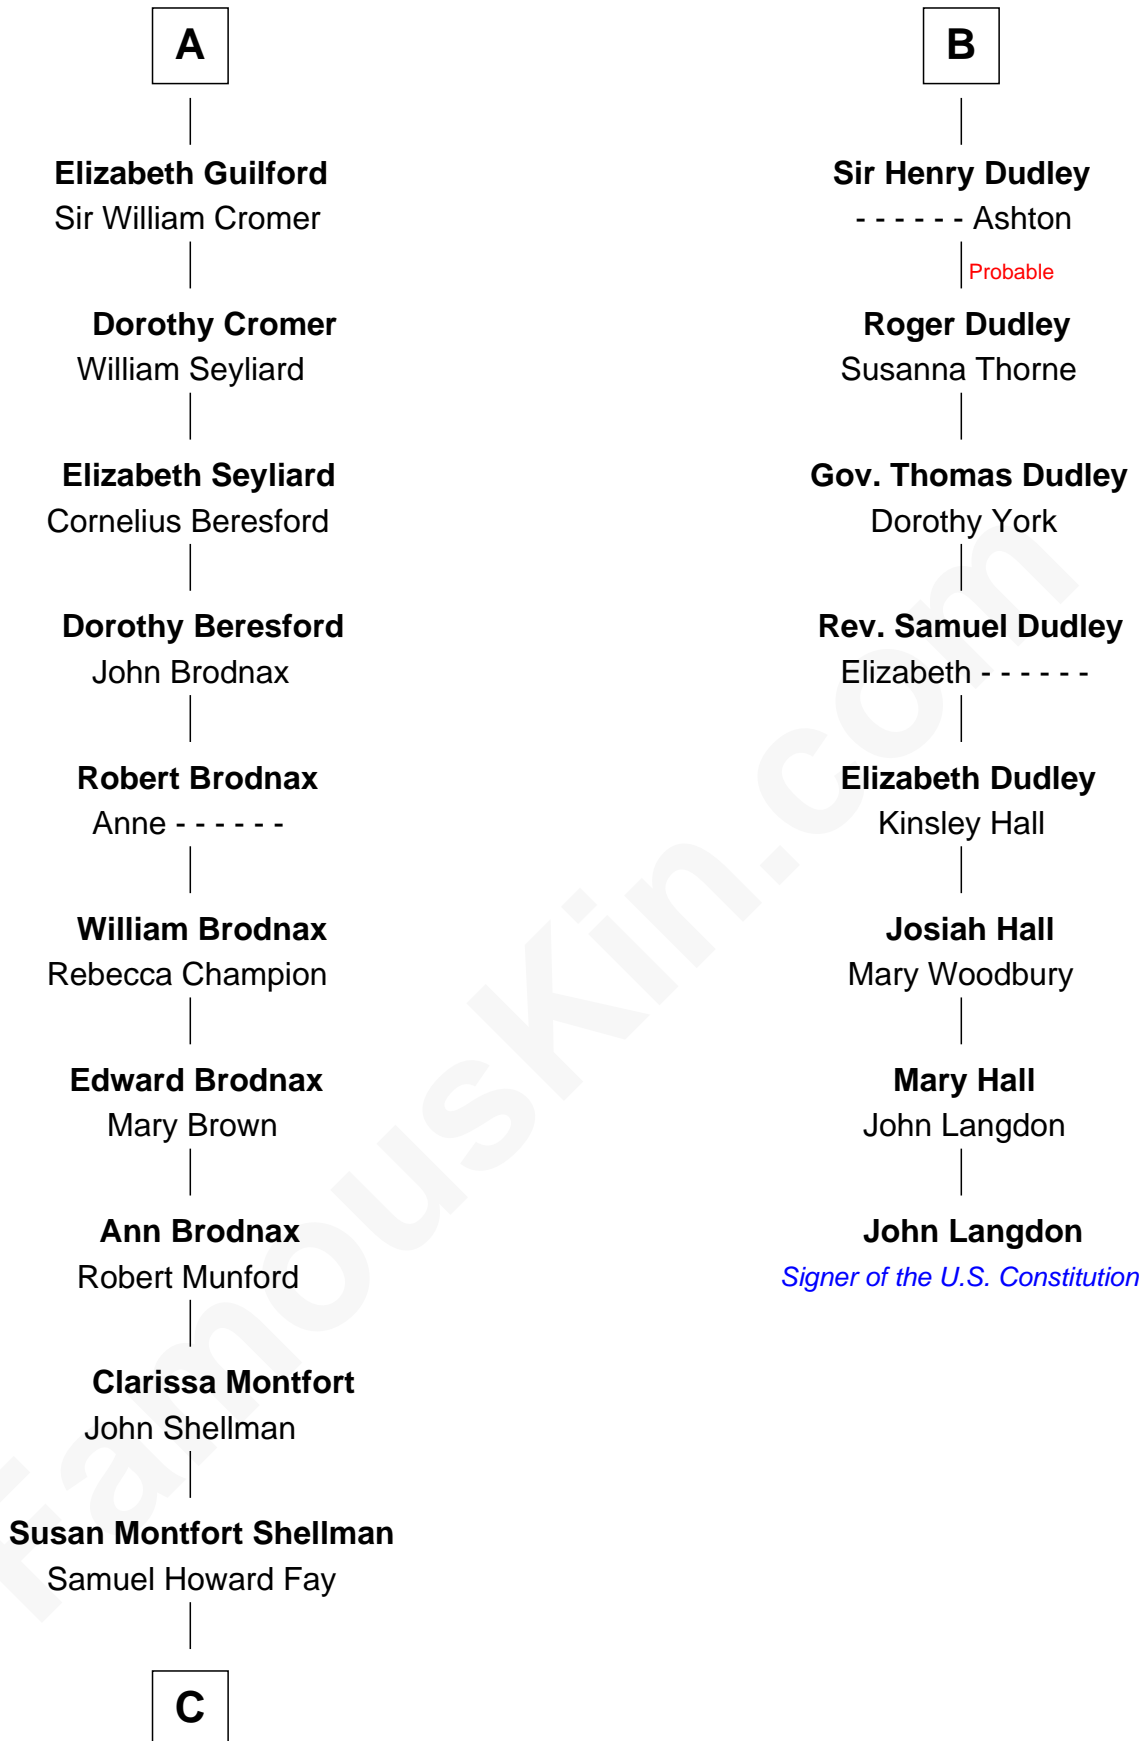 A
Elizabeth Guilford
Sir William Cromer
Dorothy Cromer
William Seyliard
Elizabeth Seyliard
Cornelius Beresford
Dorothy Beresford
John Brodnax
Robert Brodnax
Anne - - - - - -
William Brodnax
Rebecca Champion
Edward Brodnax
Mary Brown
Ann Brodnax
Robert Munford
Clarissa Montfort
John Shellman
Susan Montfort Shellman
Samuel Howard Fay
C
B
Sir Henry Dudley
- - - - - - Ashton
Probable
Roger Dudley
Susanna Thorne
Gov. Thomas Dudley
Dorothy York
Rev. Samuel Dudley
Elizabeth - - - - - -
Elizabeth Dudley
Kinsley Hall
Josiah Hall
Mary Woodbury
Mary Hall
John Langdon
John Langdon
Signer of the U.S. Constitution
FamousKin.com